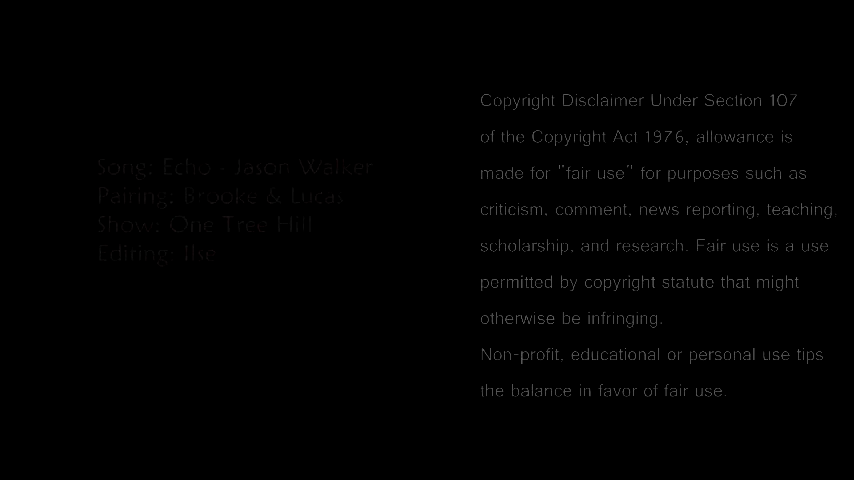 Song: Echo - Jason Walker
Pairing: Brooke & Lucas
Show: One Tree Hill
Editing: Ilse
Copyright Disclaimer Under Section 107
of the Copyright Act 1976, allowance is
made for "fair use" for purposes such as
criticism, comment, news reporting, teaching,
scholarship, and research. Fair use is a use
permitted by copyright statute that might
otherwise be infringing.
Non-profit, educational or personal use tips
the balance in favor of fair use.